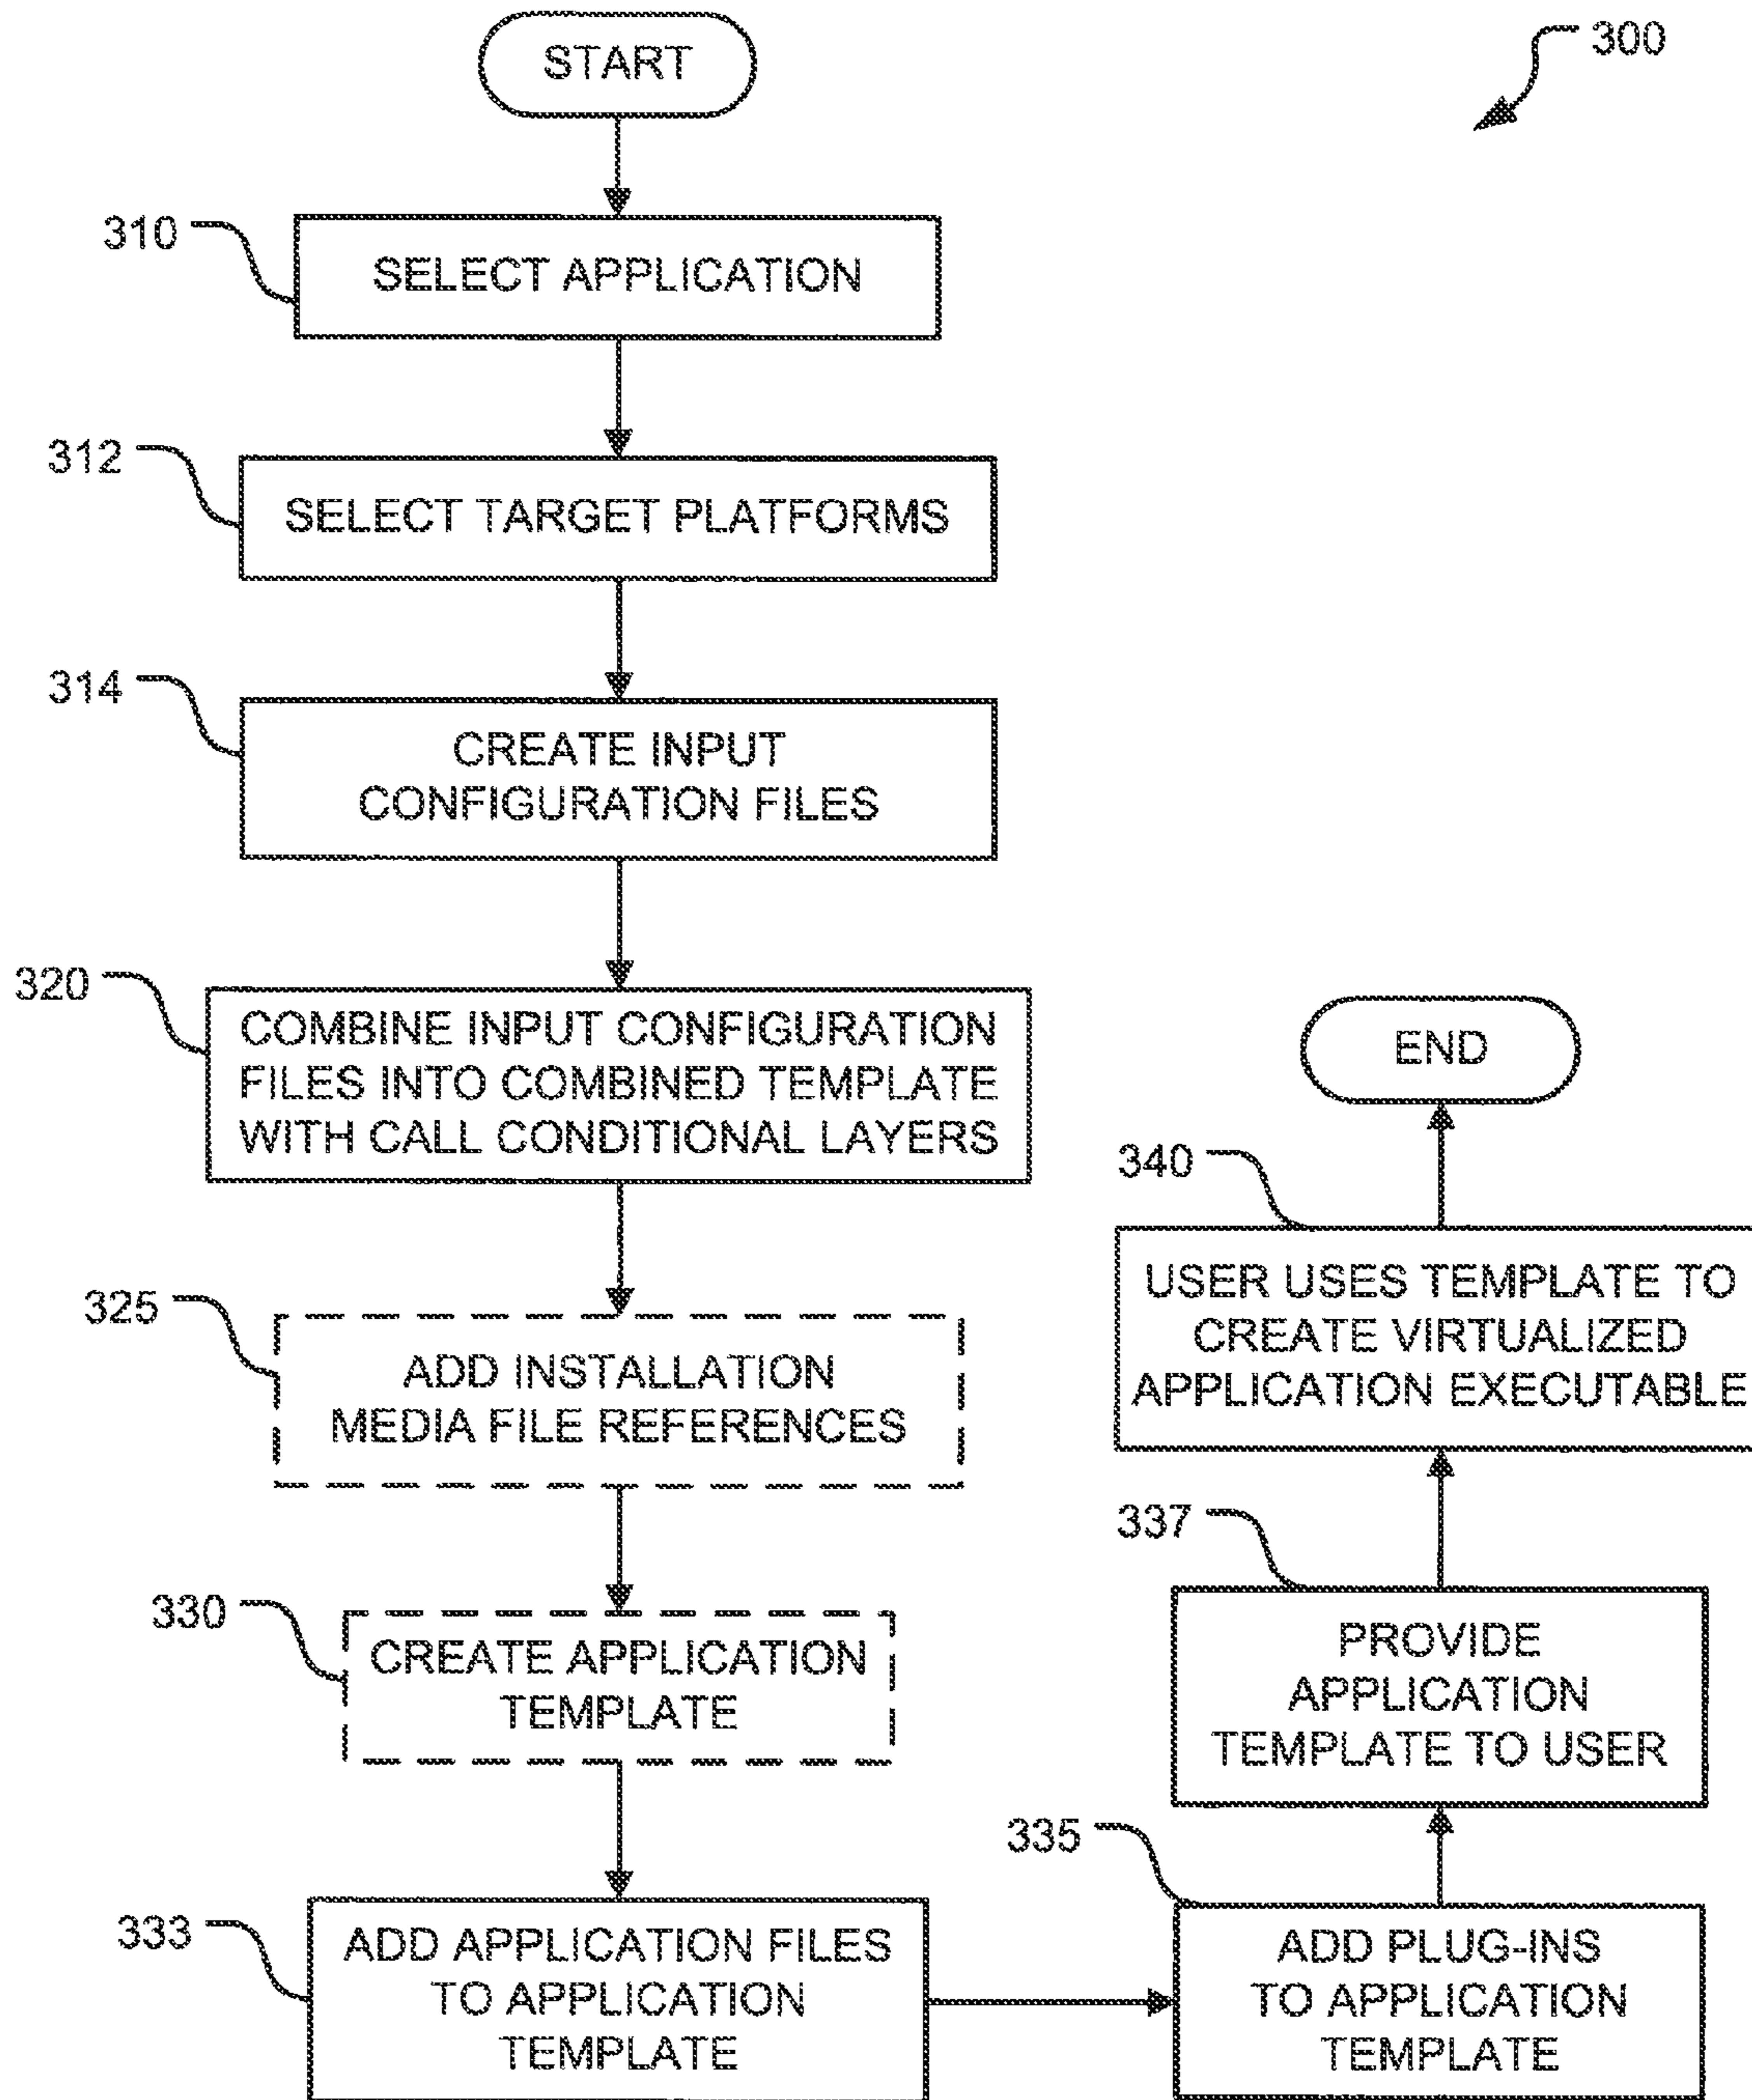 START
300
310
SELECT APPLICATION
312
SELECT TARGET PLATFORMS
314
CREATE INPUT
CONFIGURATION FILES
320
COMBINE INPUT CONFIGURATION
FILES INTO COMBINED TEMPLATE
WITH CALL CONDITIONAL LAYERS
325
ADD INSTALLATION
MEDIA FILE REFERENCES
330
CREATE APPLICATION
TEMPLATE
333
ADD APPLICATION FILES
TO APPLICATION
TEMPLATE
335
ADD PLUG-INS
TO APPLICATION
TEMPLATE
337
PROVIDE
APPLICATION
TEMPLATE TO USER
340
USER USES TEMPLATE TO
CREATE VIRTUALIZED
APPLICATION EXECUTABLE
END